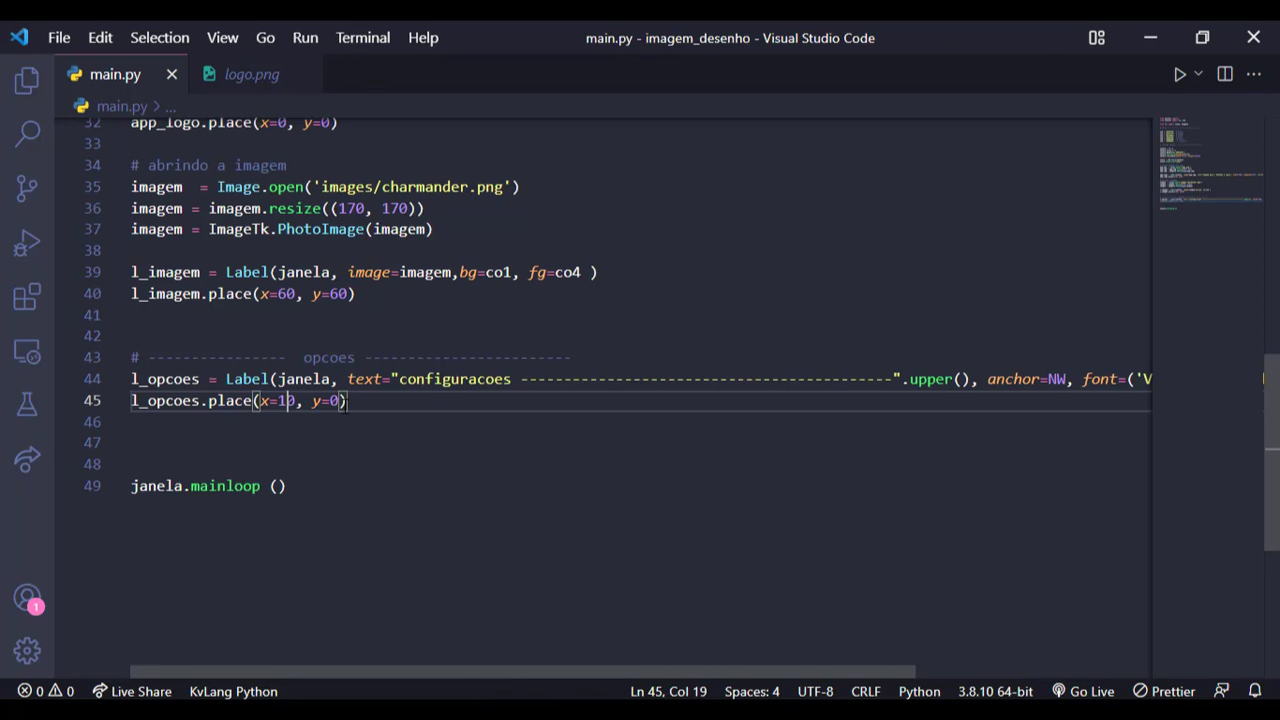 File Edit Selection View Go Run Terminal Help main.py - imagem_desenho - Visual Studio Code
main.py logo.png
main.py > ...
32 app_logo.place(x=0, y=0)
33
34 # abrindo a imagem
35 imagem  = Image.open('images/charmander.png')
36 imagem = imagem.resize((170, 170))
37 imagem = ImageTk.PhotoImage(imagem)
38
39 l_imagem = Label(janela, image=imagem,bg=co1, fg=co4 )
40 l_imagem.place(x=60, y=60)
41
42
43 # ----------------  opcoes ------------------------
44 l_opcoes = Label(janela, text="configuracoes -------------------------------------------".upper(), anchor=NW, font=('V
45 l_opcoes.place(x=10, y=0)
46
47
48
49 janela.mainloop ()
1
0 0 Live Share KvLang Python Ln 45, Col 19 Spaces: 4 UTF-8 CRLF Python 3.8.10 64-bit Go Live Prettier